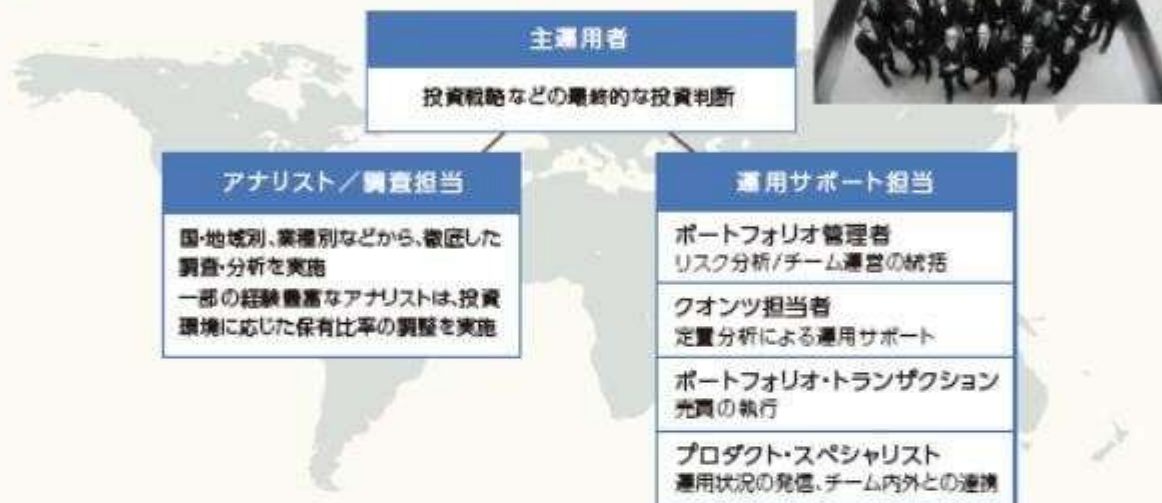 主運用者
投資戦略などの最終的な投資判断
アナリスト／調査担当
国・地域別、業種別などから、徹底した
調査・分析を実施
一部の経験豊富なアナリストは、投資
環境に応じた保有比率の調整を実施
運用サポート担当
ポートフォリオ管理者
リスク分析/チーム運営の統括
クオンツ担当者
定量分析による運用サポート
ポートフォリオ・トランザクション
売買の執行
プロダクト・スペシャリスト
運用状況の発信、チーム内外との連携